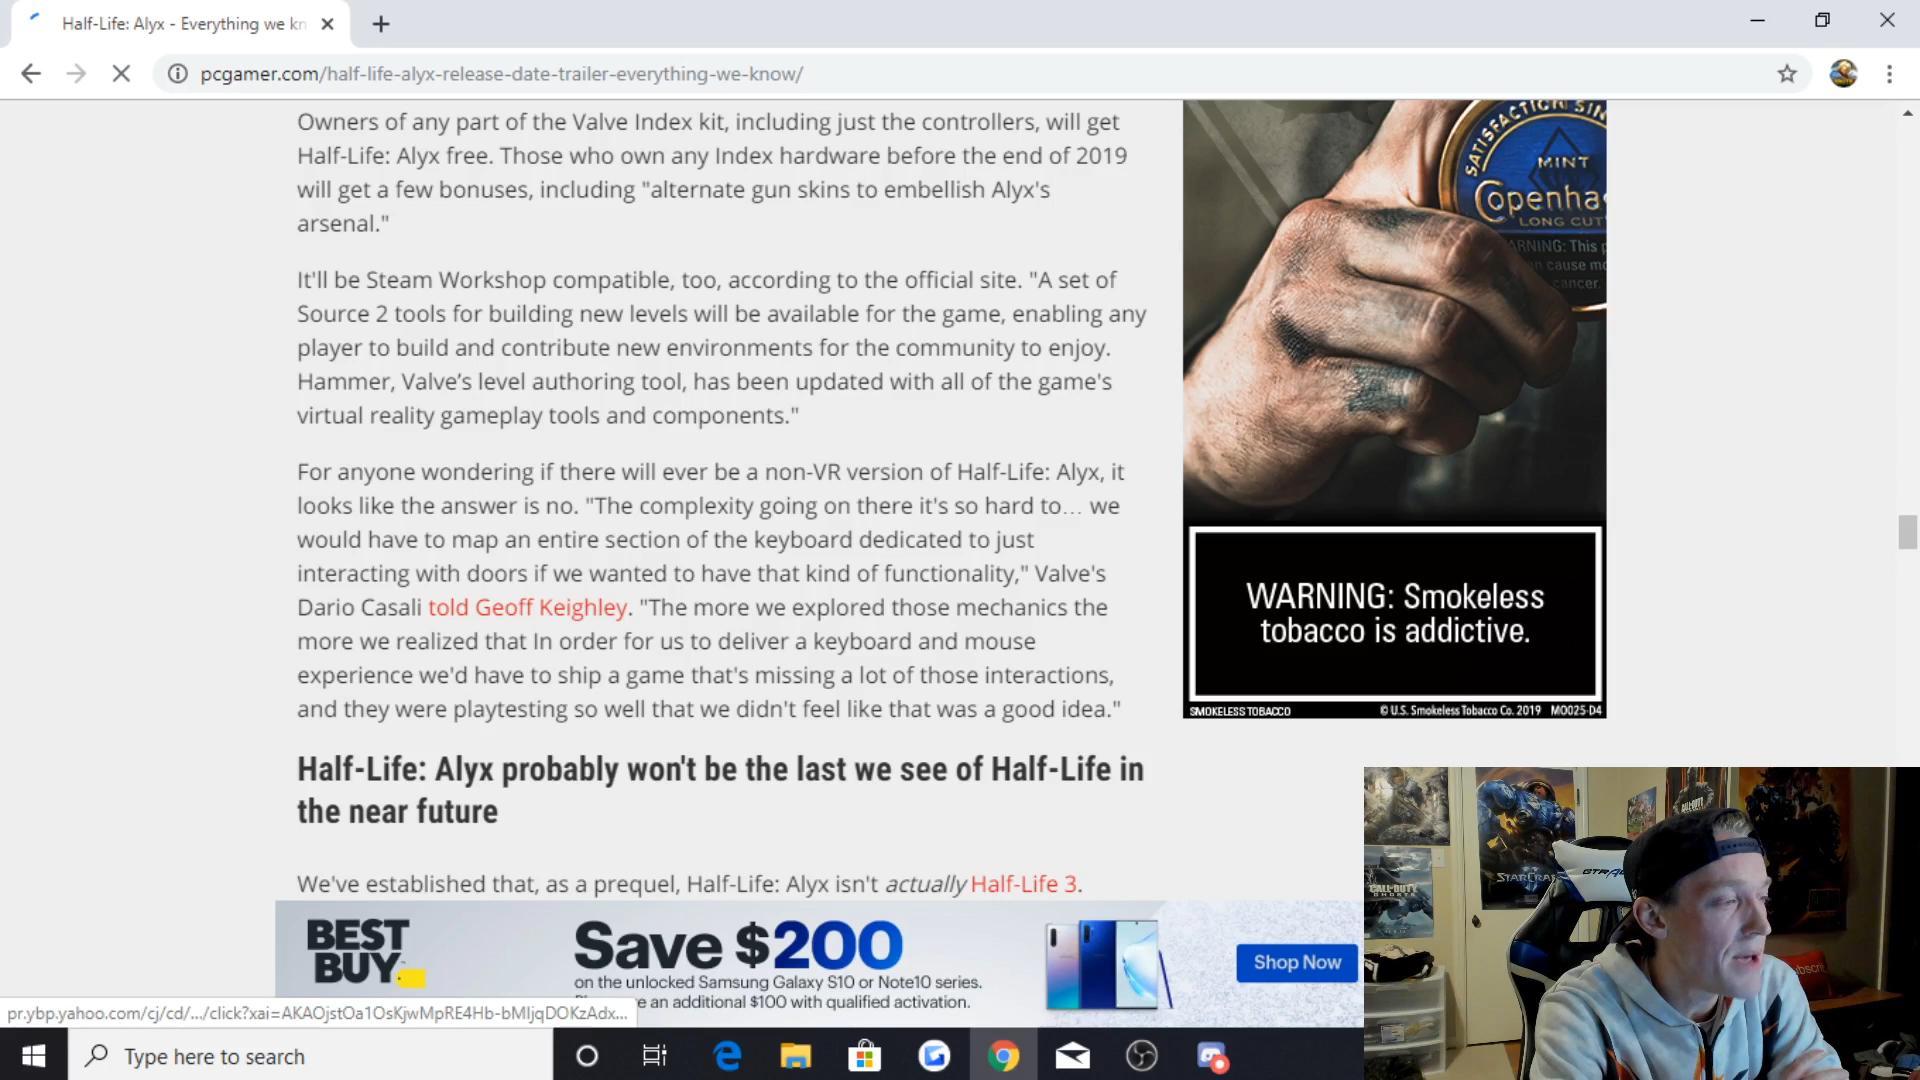 Half-Life: Alyx - Everything we kn
pcgamer.com/half-life-alyx-release-date-trailer-everything-we-know/
Owners of any part of the Valve Index kit, including just the controllers, will get
Half-Life: Alyx free. Those who own any Index hardware before the end of 2019
will get a few bonuses, including "alternate gun skins to embellish Alyx's
arsenal."
It'll be Steam Workshop compatible, too, according to the official site. "A set of
Source 2 tools for building new levels will be available for the game, enabling any
player to build and contribute new environments for the community to enjoy.
Hammer, Valve’s level authoring tool, has been updated with all of the game's
virtual reality gameplay tools and components."
For anyone wondering if there will ever be a non-VR version of Half-Life: Alyx, it
looks like the answer is no. "The complexity going on there it's so hard to… we
would have to map an entire section of the keyboard dedicated to just
interacting with doors if we wanted to have that kind of functionality," Valve's
Dario Casali told Geoff Keighley. "The more we explored those mechanics the
more we realized that In order for us to deliver a keyboard and mouse
experience we'd have to ship a game that's missing a lot of those interactions,
and they were playtesting so well that we didn't feel like that was a good idea."
Half-Life: Alyx probably won't be the last we see of Half-Life in
the near future
We've established that, as a prequel, Half-Life: Alyx isn't actually Half-Life 3.
SATISFACTION SIN
MINT
Copenha
LONG CUT
ARNING: This p
n cause mo
cancer.
WARNING: Smokeless
tobacco is addictive.
SMOKELESS TOBACCO
© U.S. Smokeless Tobacco Co. 2019 M0025-D4
BEST
BUY
Save $200
on the unlocked Samsung Galaxy S10 or Note10 series.
e an additional $100 with qualified activation.
Shop Now
pr.ybp.yahoo.com/cj/cd/.../click?xai=AKAOjstOa1OsKjwMpRE4Hb-bMIjqDOKzAdx...
STARCRAF
CALL·DUTY
GHOSTS
CALL·DUTY
GTRA
bscri
Type here to search